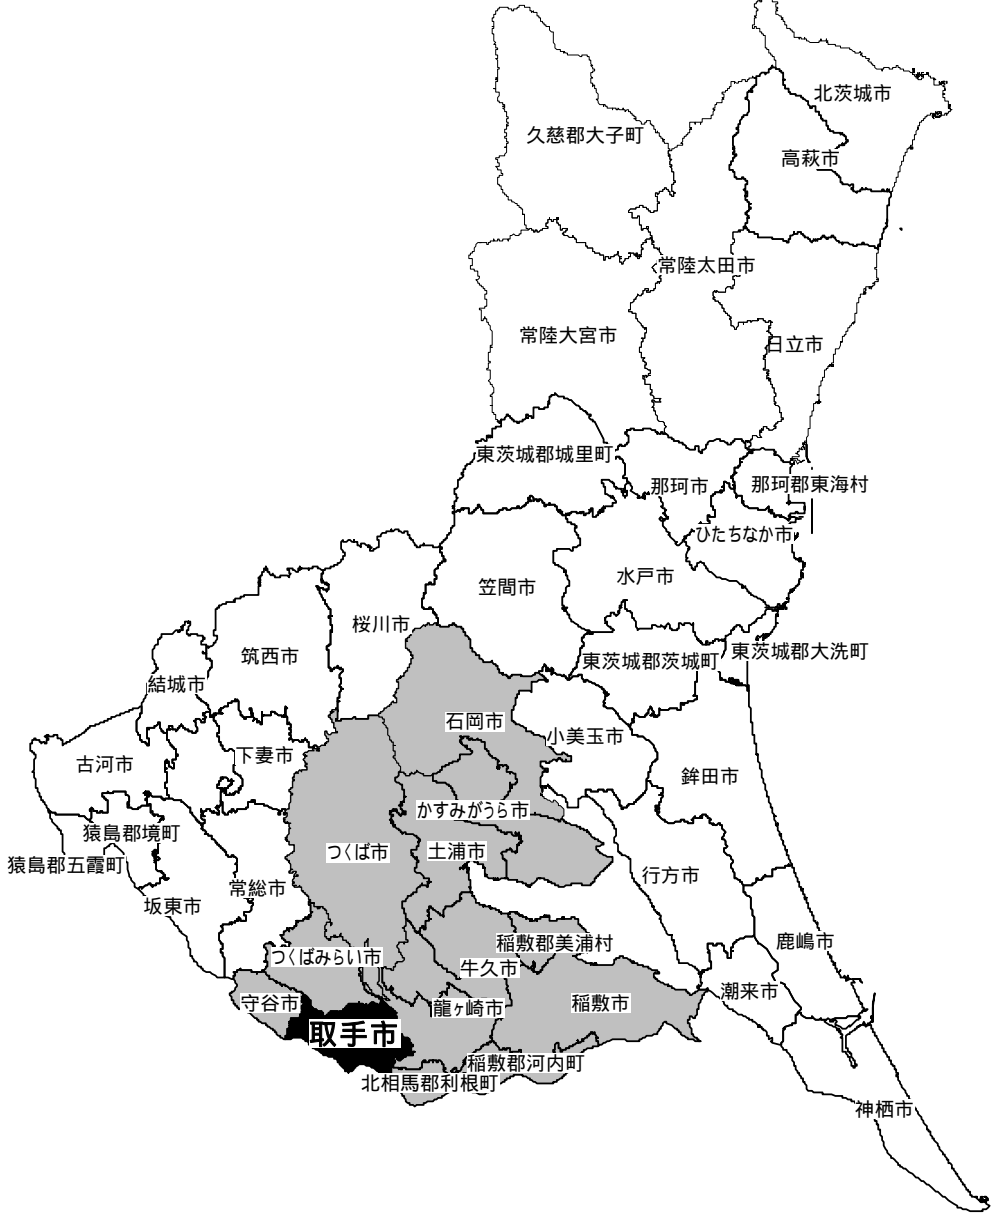 北茨城市
久慈郡大子町
高萩市
常陸太田市
常陸大宮市
日立市
東茨城郡城里町
那珂市
那珂郡東海村
ひたちなか市
水戸市
笠間市
桜川市
筑西市
東茨城郡茨城町
東茨城郡大洗町
結城市
石岡市
小美玉市
下妻市
古河市
鉾田市
かすみがうら市
猿島郡境町
つくば市
土浦市
猿島郡五霞町
行方市
常総市
坂東市
鹿嶋市
稲敷郡美浦村
つくばみらい市
牛久市
潮来市
守谷市
龍ヶ崎市
稲敷市
取手市
稲敷郡河内町
北相馬郡利根町
神栖市